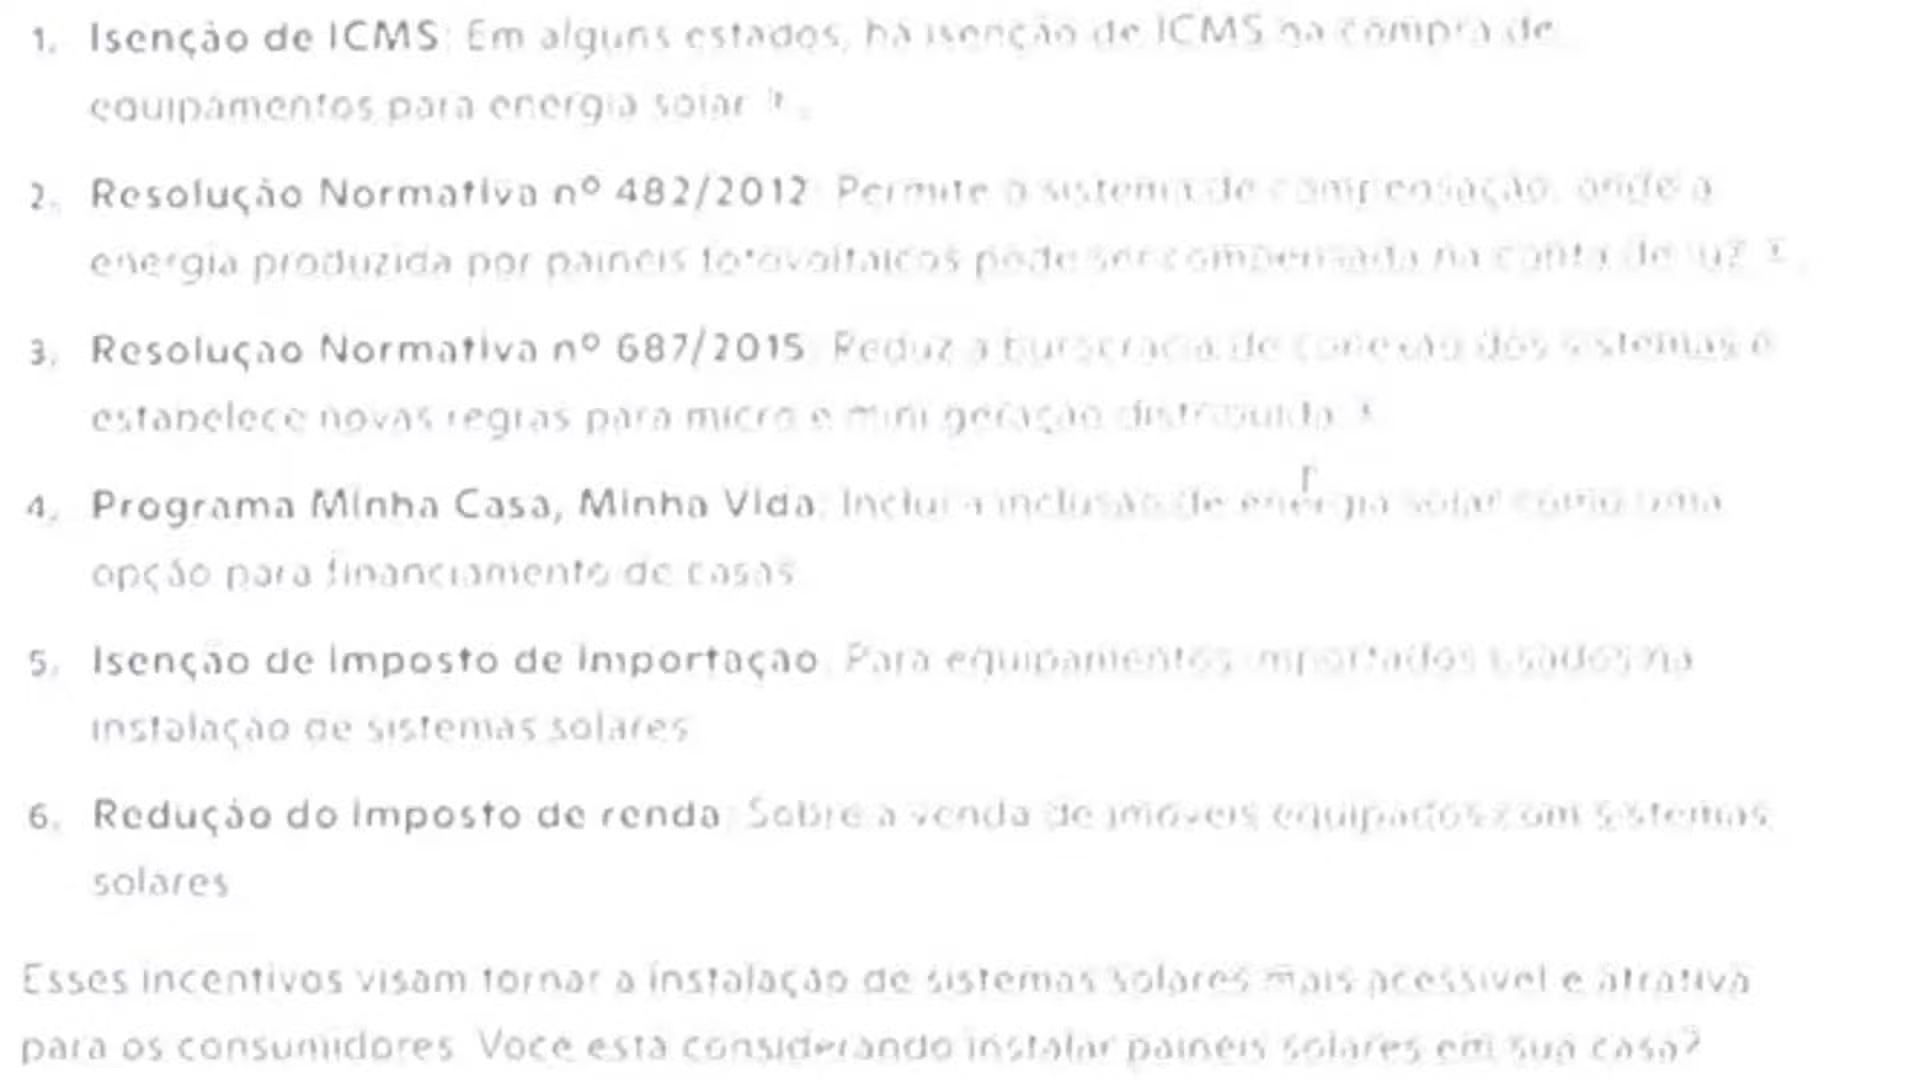 1. Isenção de ICMS: Em alguns estados, há isenção de ICMS na compra de
equipamentos para energia solar
2. Resolução Normativa nº 482/2012: Permite o sistema de compensação, onde a
energia produzida por painéis fotovoltaicos pode ser compensada na conta de luz
3. Resolução Normativa nº 687/2015: Reduz a burocracia de conexão dos sistemas e
estabelece novas regras para micro e mini geração distribuída
4. Programa Minha Casa, Minha Vida: Inclui a inclusão de energia solar como uma
opção para financiamento de casas
5. Isenção de Imposto de Importação: Para equipamentos importados usados na
instalação de sistemas solares
6. Redução do Imposto de renda: Sobre a venda de imóveis equipados com sistemas
solares
Esses incentivos visam tornar a instalação de sistemas solares mais acessível e atrativa
para os consumidores. Você está considerando instalar painéis solares em sua casa?